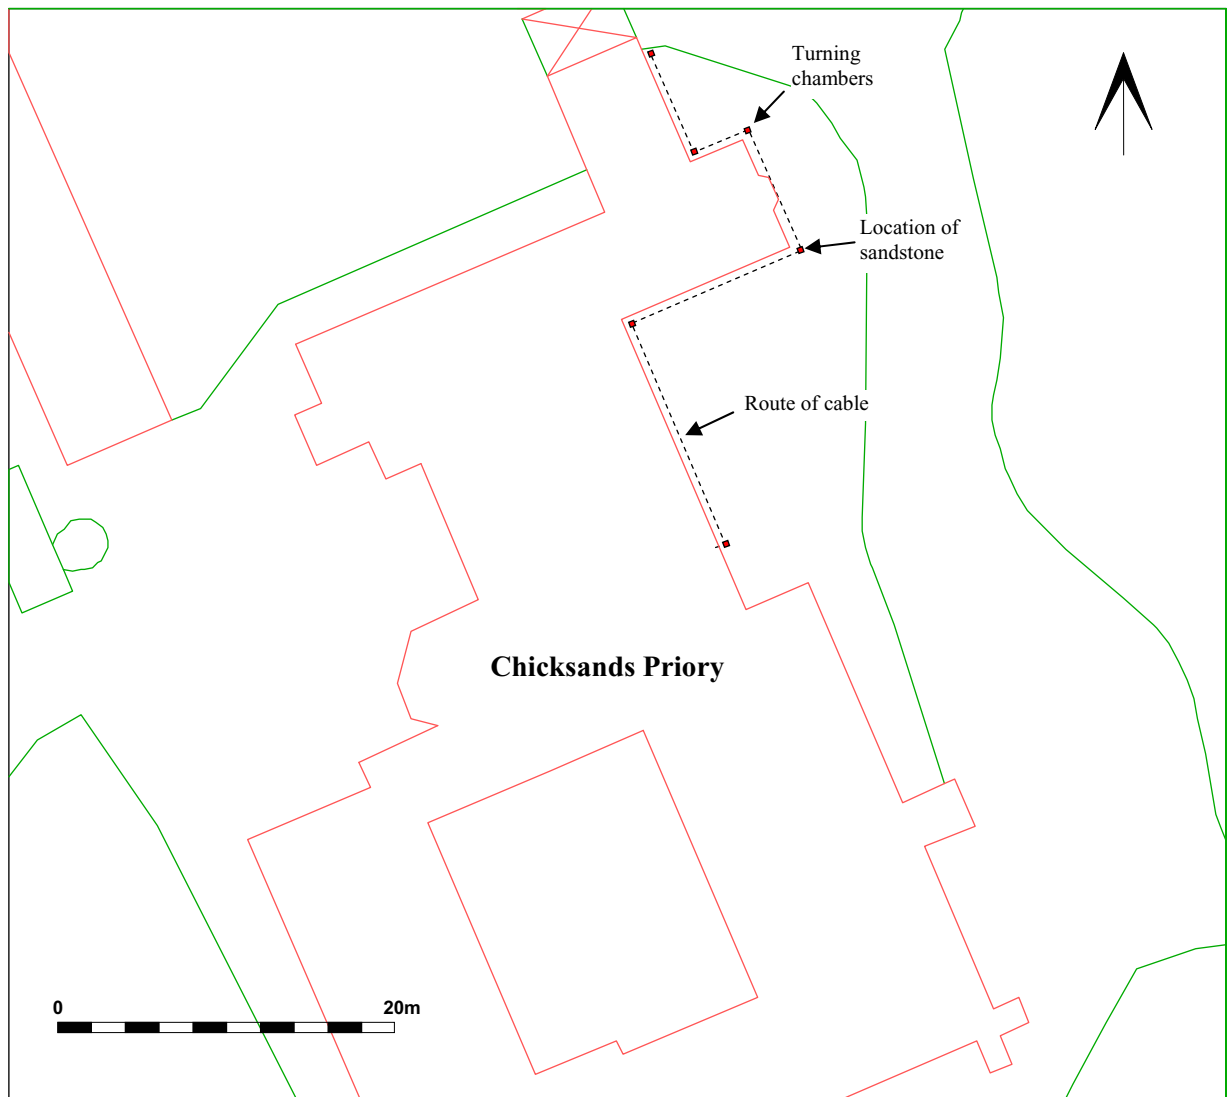 Turning
chambers
Location of
sandstone
Route of cable
Chicksands Priory
0 20m